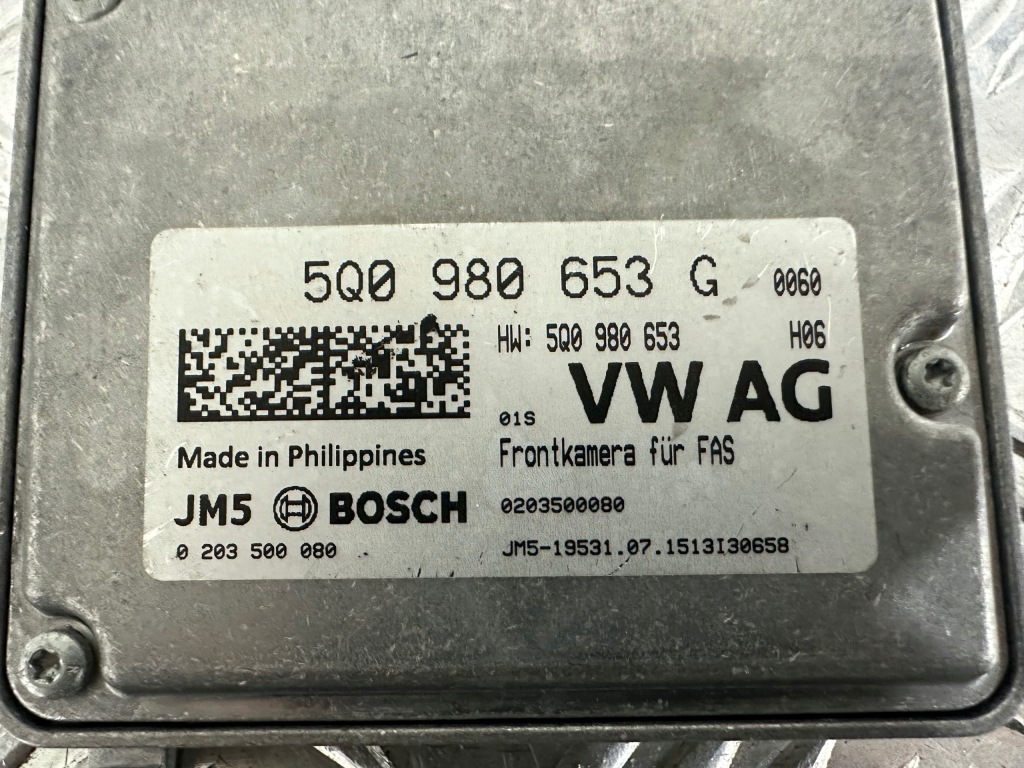 5Q0 980 653 G 0060
HW: 5Q0 980 653 H06
01S VW AG
Made in Philippines
Frontkamera für FAS
JM5 BOSCH
0203500080
0 203 500 080
JM5-19531.07.1513I30658